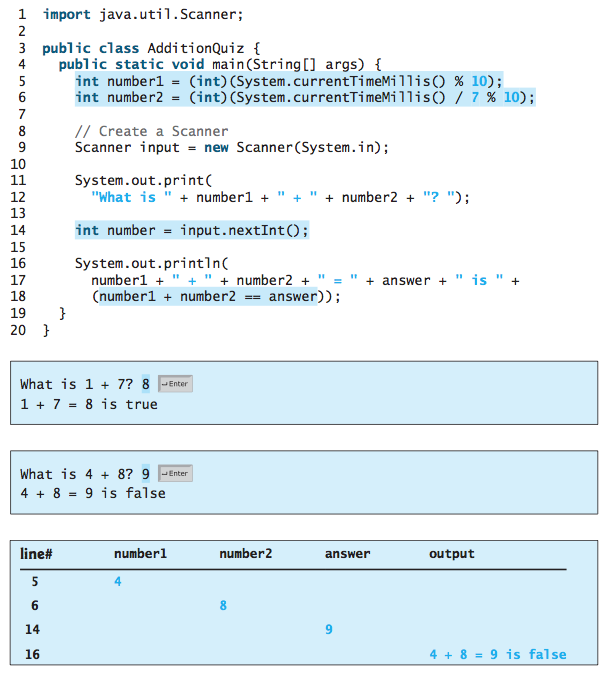 1 import java.util.Scanner;
2
3 public class AdditionQuiz {
4 public static void main(String[] args) {
5 int number1 = (int)(System.currentTimeMillis() % 10);
6 int number2 = (int)(System.currentTimeMillis() / 7 % 10);
7
8 // Create a Scanner
9 Scanner input = new Scanner(System.in);
10
11 System.out.print(
12 "What is " + number1 + " + " + number2 + "? ");
13
14 int number = input.nextInt();
15
16 System.out.println(
17 number1 + " + " + number2 + " = " + answer + " is " +
18 (number1 + number2 == answer));
19 }
20 }
What is 1 + 7? 8 ↵Enter
1 + 7 = 8 is true
What is 4 + 8? 9 ↵Enter
4 + 8 = 9 is false
line# number1 number2 answer output
5 4
6 8
14 9
16 4 + 8 = 9 is false